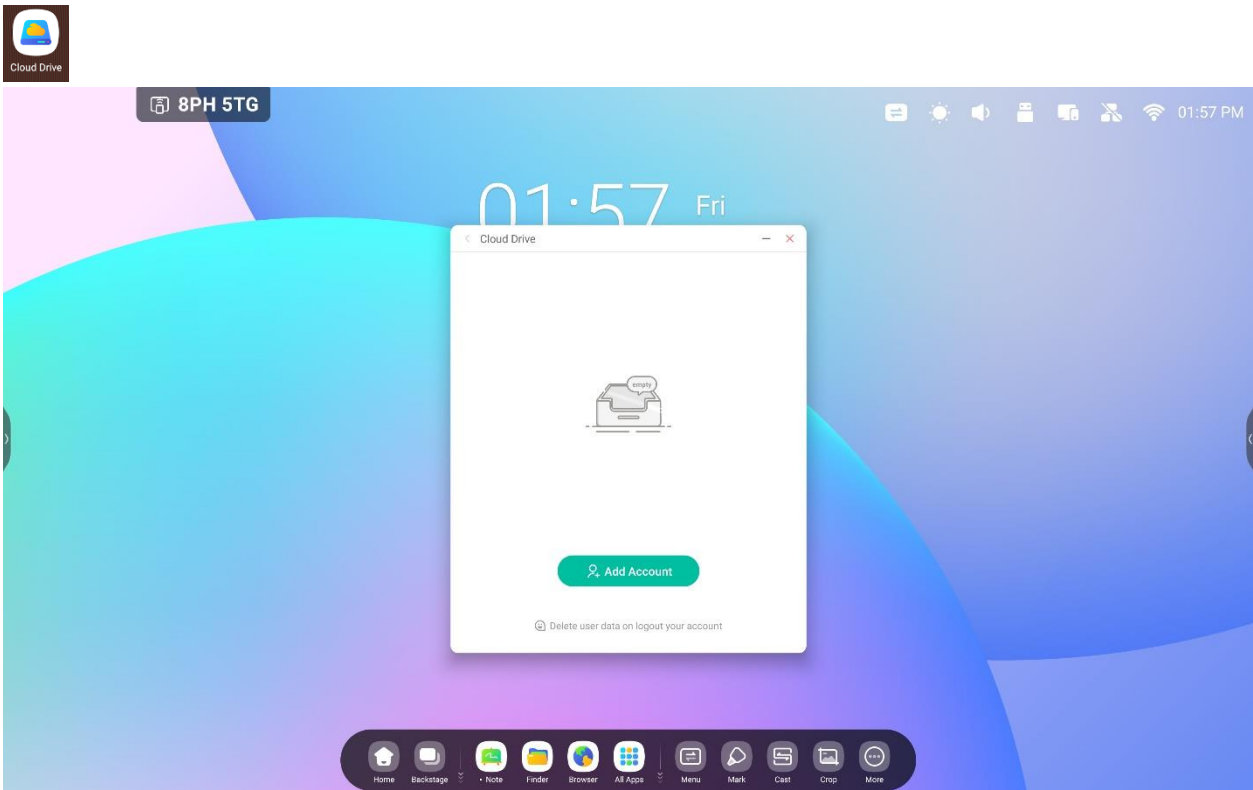 Cloud Drive
8PH 5TG
01:57 PM
01:57 Fri
Cloud Drive
empty
Add Account
Delete user data on logout your account
Home
Backstage
• Note
Finder
Browser
All Apps
Menu
Mark
Cast
Crop
More